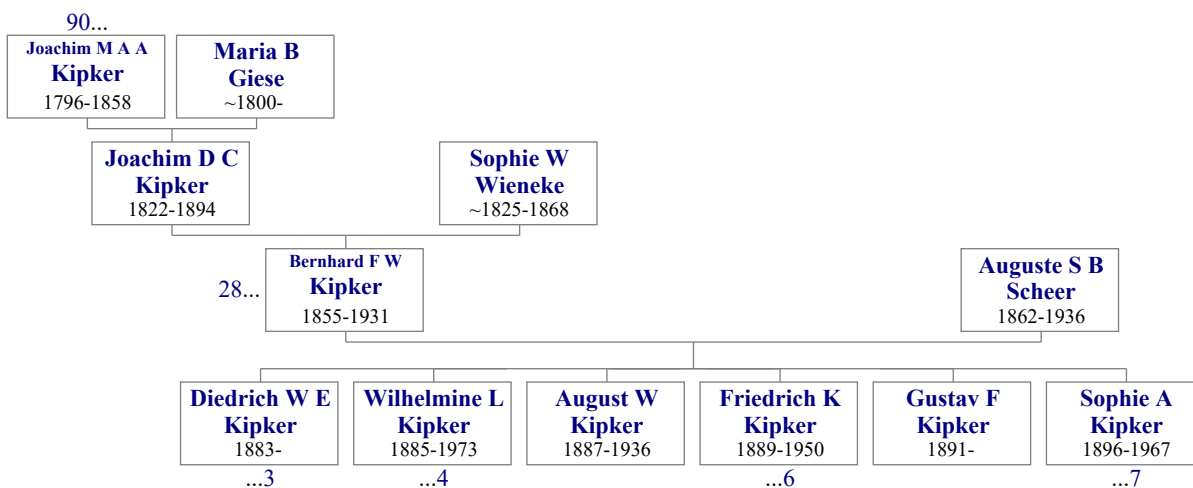 90...
Joachim M A A
Kipker
1796-1858
Maria B
Giese
~1800-
Joachim D C
Kipker
1822-1894
Sophie W
Wieneke
~1825-1868
28...
Bernhard F W
Kipker
1855-1931
Auguste S B
Scheer
1862-1936
Diedrich W E
Kipker
1883-
...3
Wilhelmine L
Kipker
1885-1973
...4
August W
Kipker
1887-1936
Friedrich K
Kipker
1889-1950
...6
Gustav F
Kipker
1891-
Sophie A
Kipker
1896-1967
...7